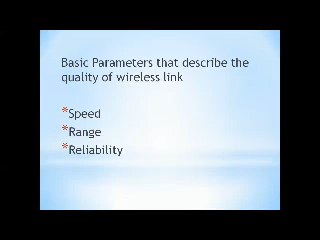 Basic Parameters that describe the
quality of wireless link
*Speed
*Range
*Reliability